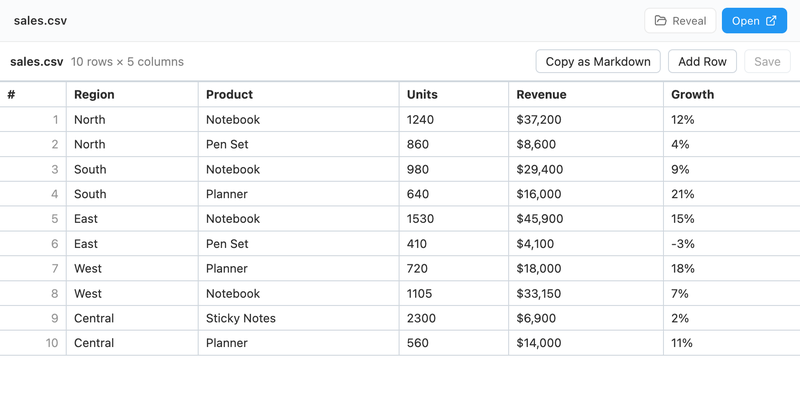 sales.csv Reveal Open
sales.csv 10 rows × 5 columns Copy as Markdown Add Row Save
# Region Product Units Revenue Growth
1 North Notebook 1240 $37,200 12%
2 North Pen Set 860 $8,600 4%
3 South Notebook 980 $29,400 9%
4 South Planner 640 $16,000 21%
5 East Notebook 1530 $45,900 15%
6 East Pen Set 410 $4,100 -3%
7 West Planner 720 $18,000 18%
8 West Notebook 1105 $33,150 7%
9 Central Sticky Notes 2300 $6,900 2%
10 Central Planner 560 $14,000 11%